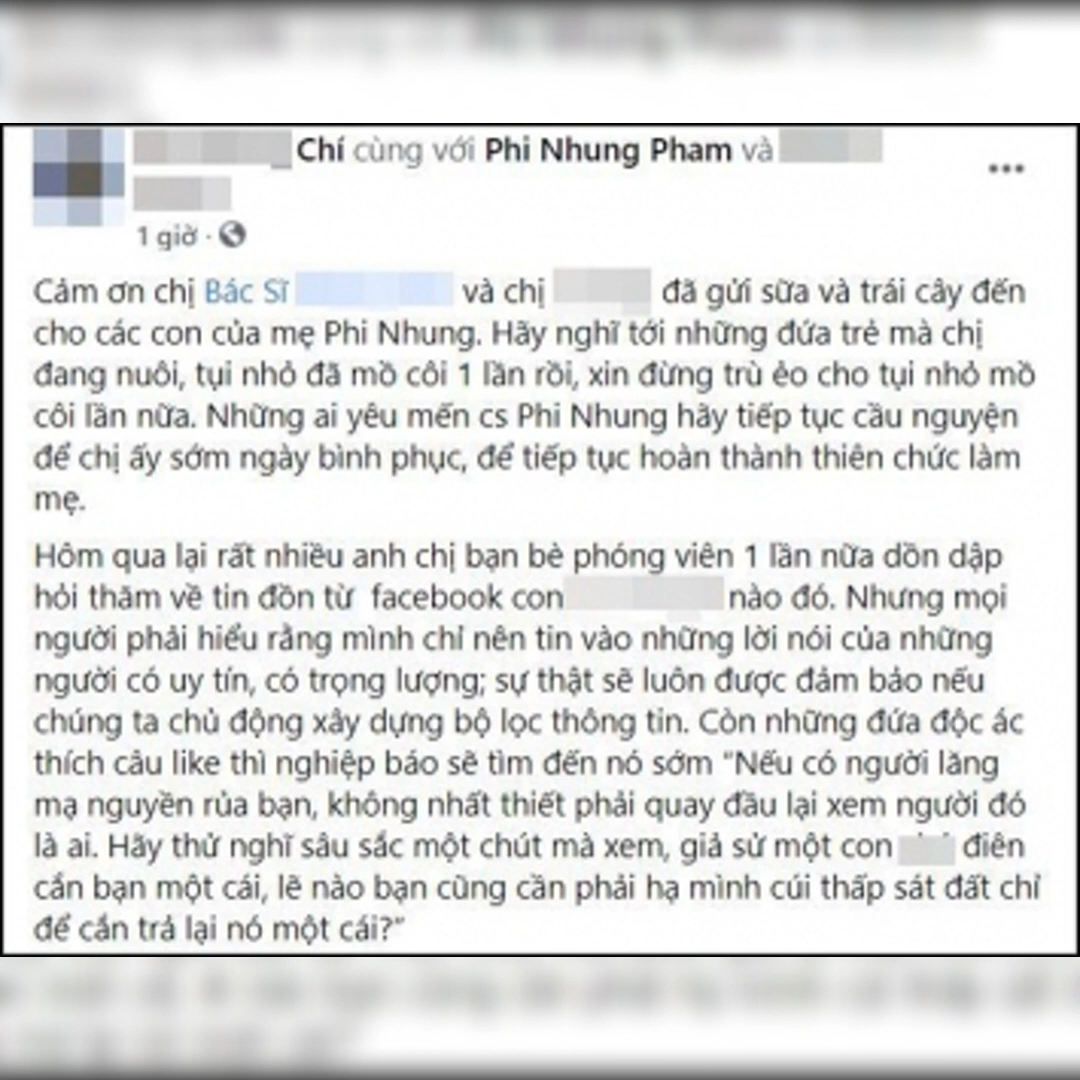 Chí cùng với Phi Nhung Pham và
1 giờ ·
Cảm ơn chị Bác Sĩ và chị đã gửi sữa và trái cây đến
cho các con của mẹ Phi Nhung. Hãy nghĩ tới những đứa trẻ mà chị
đang nuôi, tụi nhỏ đã mồ côi 1 lần rồi, xin đừng trù ẻo cho tụi nhỏ mồ
côi lần nữa. Những ai yêu mến cs Phi Nhung hãy tiếp tục cầu nguyện
để chị ấy sớm ngày bình phục, để tiếp tục hoàn thành thiên chức làm
mẹ.
Hôm qua lại rất nhiều anh chị bạn bè phóng viên 1 lần nữa dồn dập
hỏi thăm về tin đồn từ facebook con nào đó. Nhưng mọi
người phải hiểu rằng mình chỉ nên tin vào những lời nói của những
người có uy tín, có trọng lượng; sự thật sẽ luôn được đảm bảo nếu
chúng ta chủ động xây dựng bộ lọc thông tin. Còn những đứa độc ác
thích câu like thì nghiệp báo sẽ tìm đến nó sớm "Nếu có người lăng
mạ nguyền rủa bạn, không nhất thiết phải quay đầu lại xem người đó
là ai. Hãy thử nghĩ sâu sắc một chút mà xem, giả sử một con điên
cắn bạn một cái, lẽ nào bạn cũng cần phải hạ mình cúi thấp sát đất chỉ
để cắn trả lại nó một cái?"